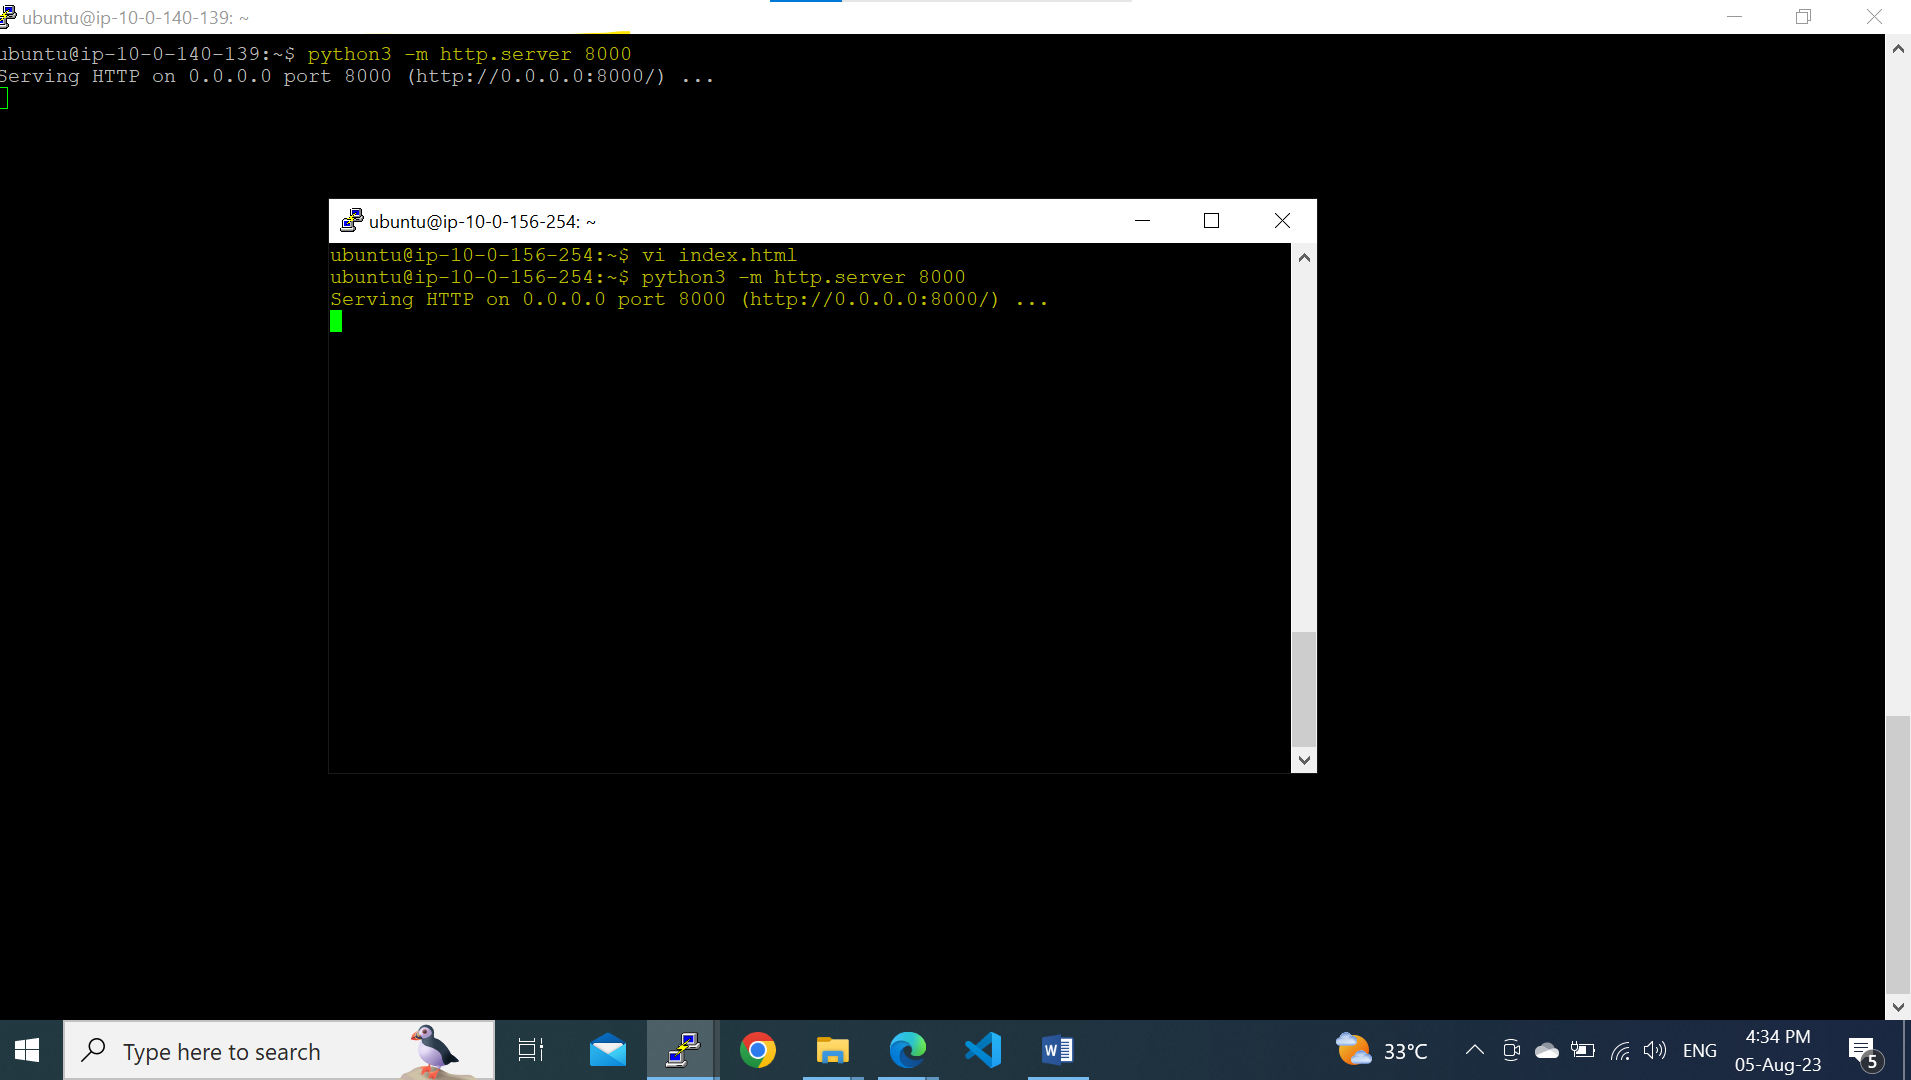 ubuntu@ip-10-0-140-139: ~
ubuntu@ip-10-0-140-139:~$ python3 -m http.server 8000
Serving HTTP on 0.0.0.0 port 8000 (http://0.0.0.0:8000/) ...
ubuntu@ip-10-0-156-254: ~
ubuntu@ip-10-0-156-254:~$ vi index.html
ubuntu@ip-10-0-156-254:~$ python3 -m http.server 8000
Serving HTTP on 0.0.0.0 port 8000 (http://0.0.0.0:8000/) ...
Type here to search
33°C
ENG
4:34 PM
05-Aug-23
5